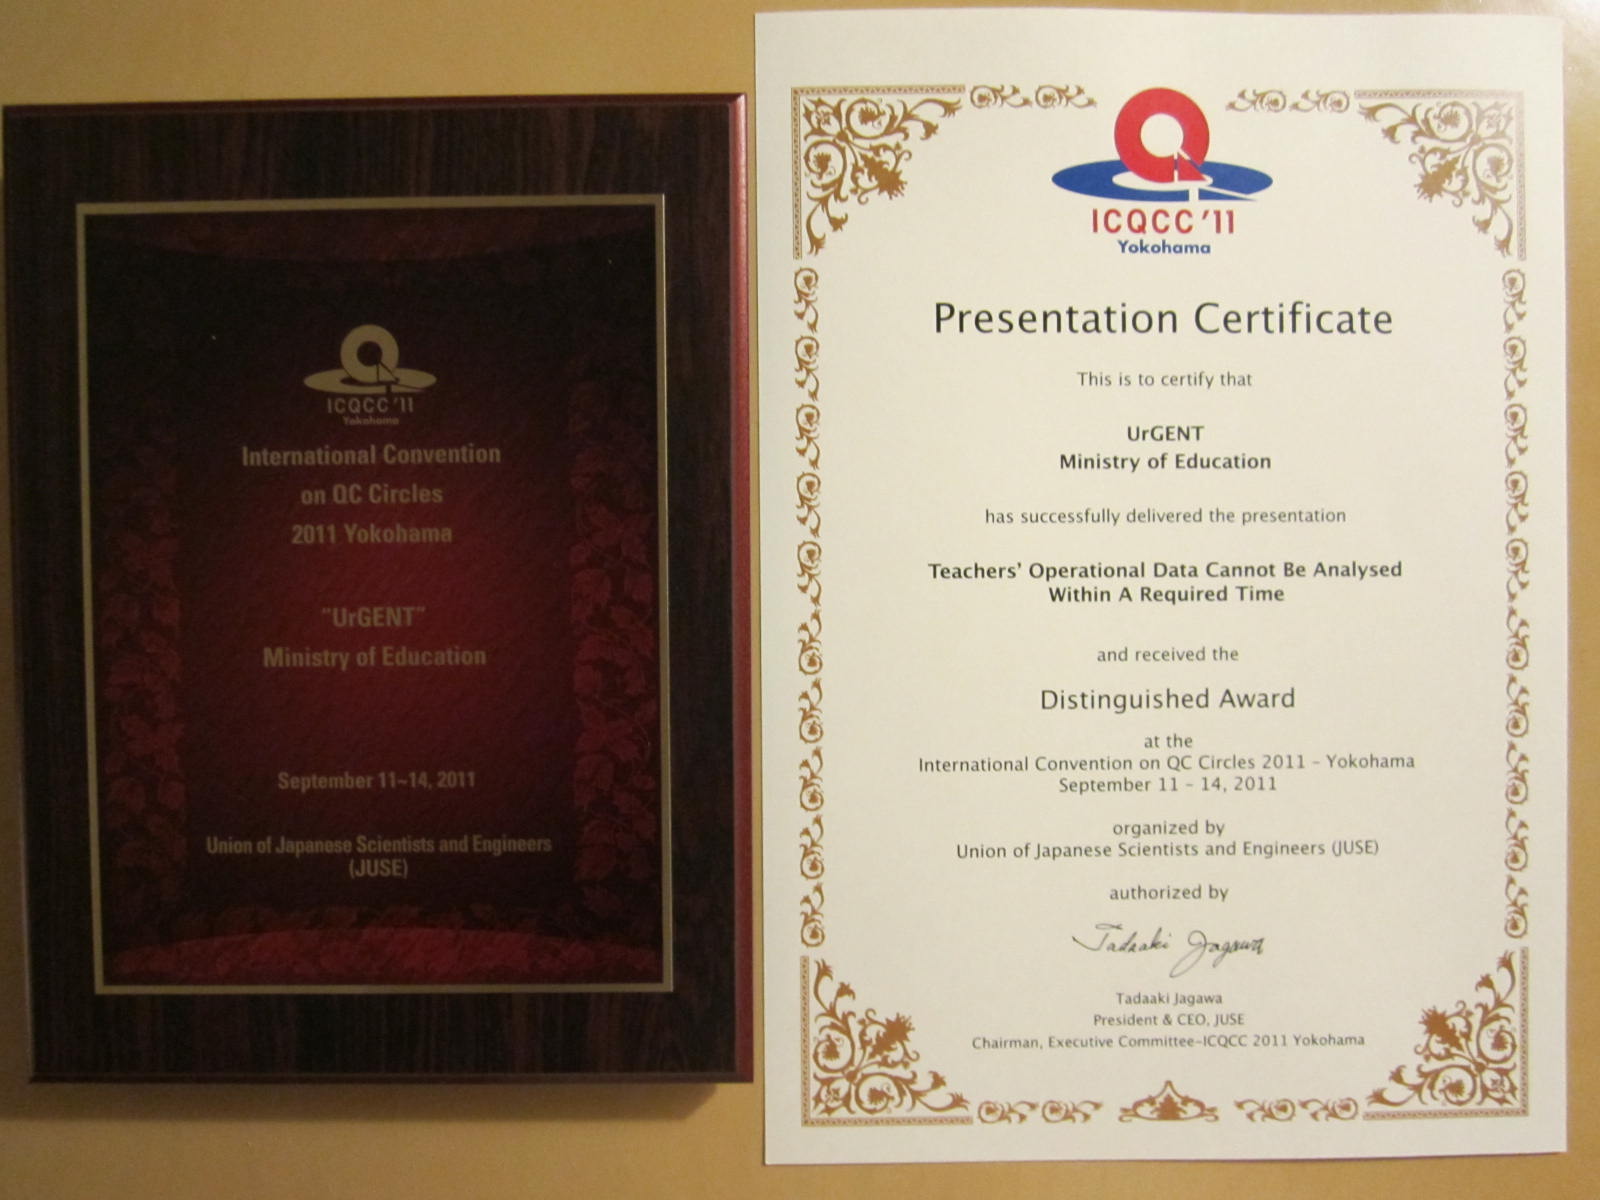 ICQCC '11
Yokohama
International Convention
on QC Circles
2011 Yokohama
"UrGENT"
Ministry of Education
September 11~14, 2011
Union of Japanese Scientists and Engineers
(JUSE)
ICQCC '11
Yokohama
Presentation Certificate
This is to certify that
UrGENT
Ministry of Education
has successfully delivered the presentation
Teachers' Operational Data Cannot Be Analysed
Within A Required Time
and received the
Distinguished Award
at the
International Convention on QC Circles 2011 – Yokohama
September 11 – 14, 2011
organized by
Union of Japanese Scientists and Engineers (JUSE)
authorized by
Tadaaki Jagawa
Tadaaki Jagawa
President & CEO, JUSE
Chairman, Executive Committee–ICQCC 2011 Yokohama